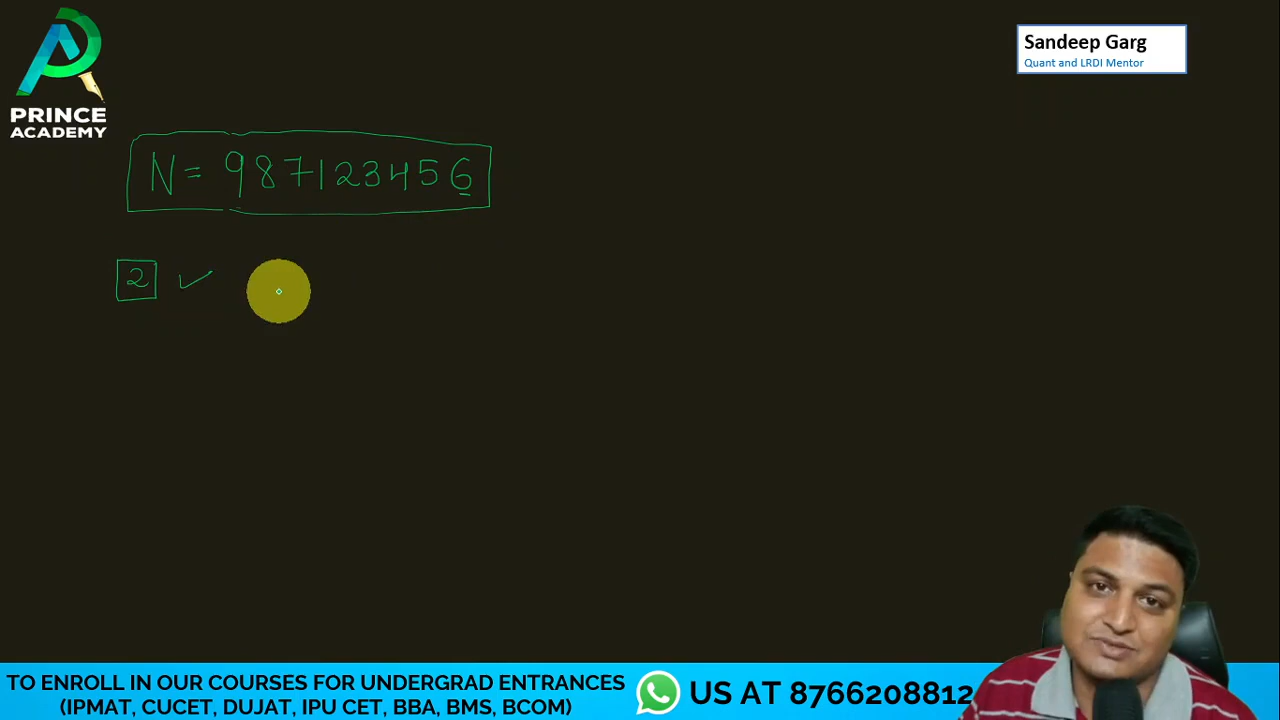 PRINCE
ACADEMY
Sandeep Garg
Quant and LRDI Mentor
N = 987123456
2 ✓
TO ENROLL IN OUR COURSES FOR UNDERGRAD ENTRANCES
(IPMAT, CUCET, DUJAT, IPU CET, BBA, BMS, BCOM)
US AT 8766208812